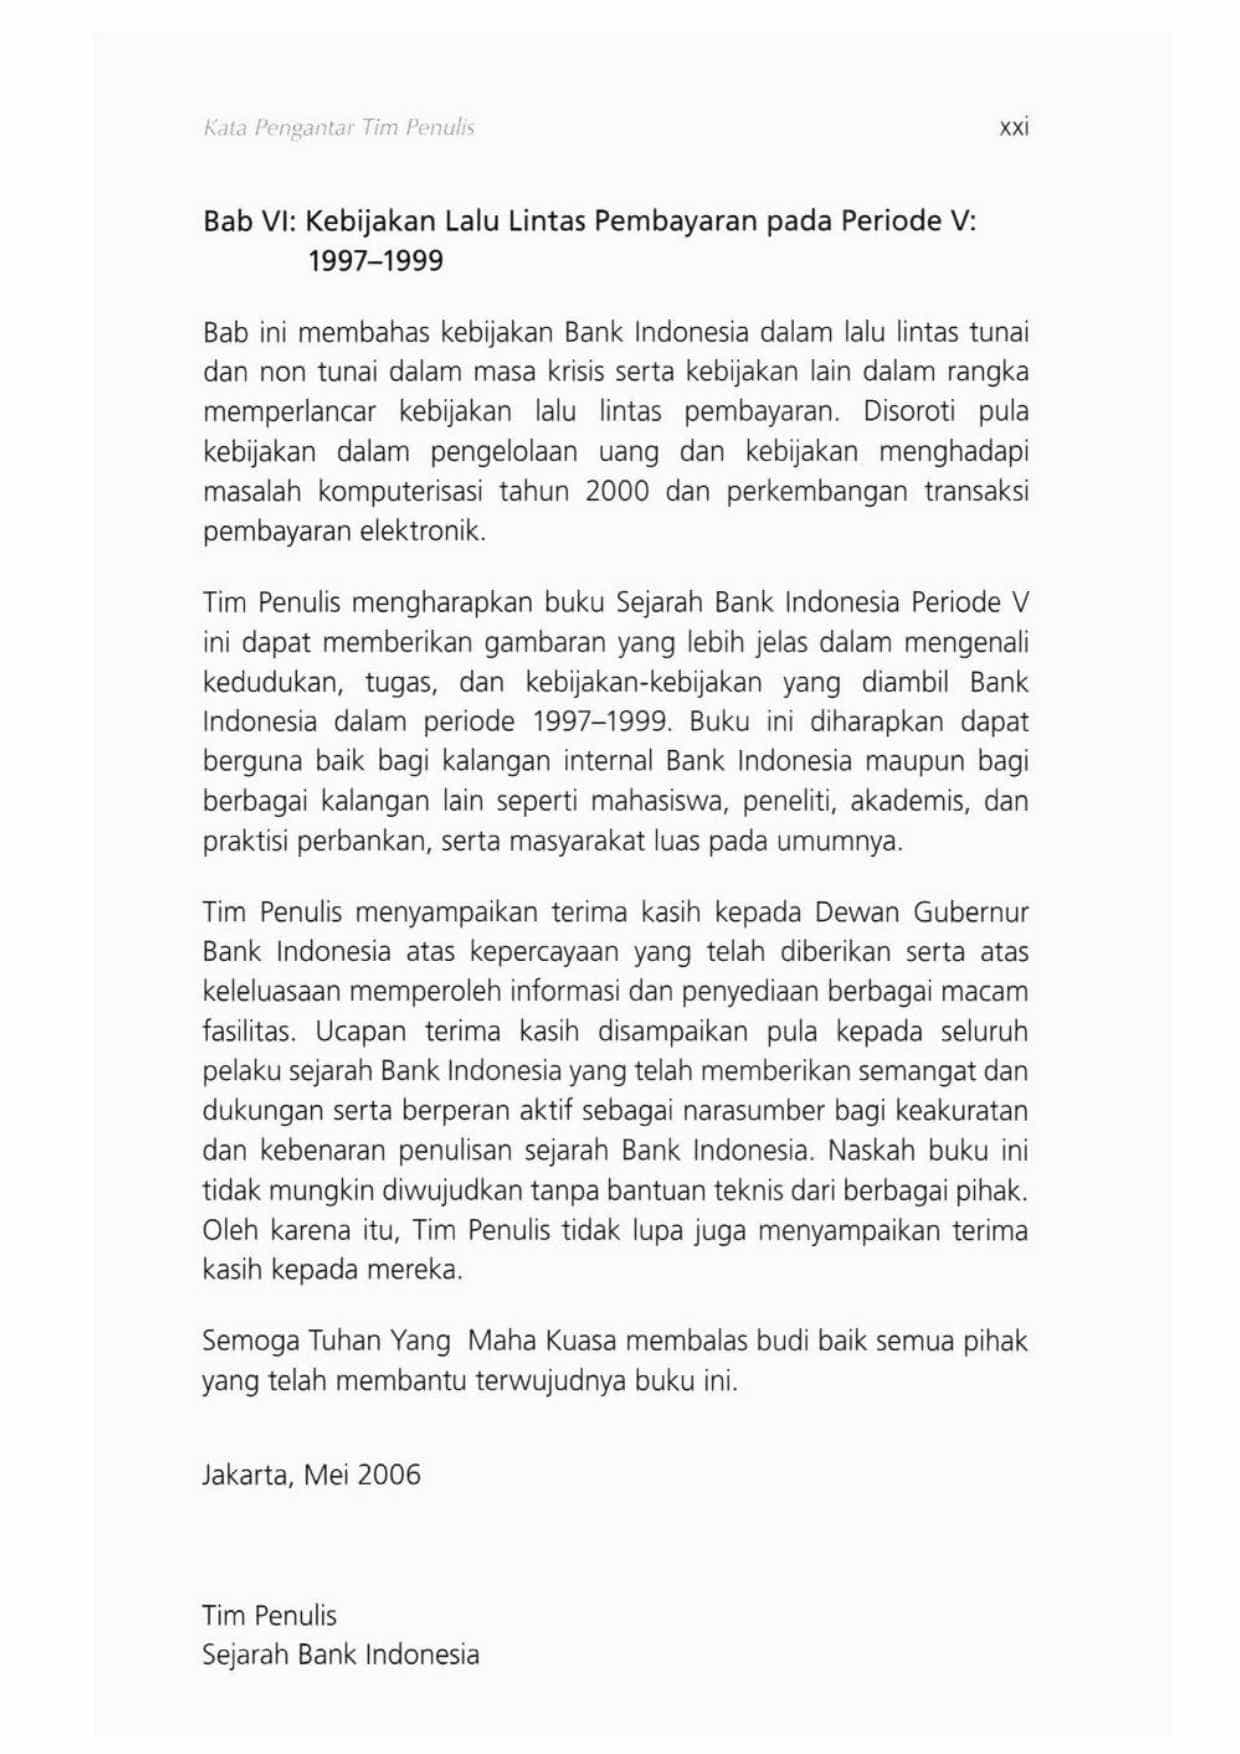 Kata Pengantar Tim Penulis xxi
Bab VI: Kebijakan Lalu Lintas Pembayaran pada Periode V:
1997–1999
Bab ini membahas kebijakan Bank Indonesia dalam lalu lintas tunai
dan non tunai dalam masa krisis serta kebijakan lain dalam rangka
memperlancar kebijakan lalu lintas pembayaran. Disoroti pula
kebijakan dalam pengelolaan uang dan kebijakan menghadapi
masalah komputerisasi tahun 2000 dan perkembangan transaksi
pembayaran elektronik.
Tim Penulis mengharapkan buku Sejarah Bank Indonesia Periode V
ini dapat memberikan gambaran yang lebih jelas dalam mengenali
kedudukan, tugas, dan kebijakan-kebijakan yang diambil Bank
Indonesia dalam periode 1997–1999. Buku ini diharapkan dapat
berguna baik bagi kalangan internal Bank Indonesia maupun bagi
berbagai kalangan lain seperti mahasiswa, peneliti, akademis, dan
praktisi perbankan, serta masyarakat luas pada umumnya.
Tim Penulis menyampaikan terima kasih kepada Dewan Gubernur
Bank Indonesia atas kepercayaan yang telah diberikan serta atas
keleluasaan memperoleh informasi dan penyediaan berbagai macam
fasilitas. Ucapan terima kasih disampaikan pula kepada seluruh
pelaku sejarah Bank Indonesia yang telah memberikan semangat dan
dukungan serta berperan aktif sebagai narasumber bagi keakuratan
dan kebenaran penulisan sejarah Bank Indonesia. Naskah buku ini
tidak mungkin diwujudkan tanpa bantuan teknis dari berbagai pihak.
Oleh karena itu, Tim Penulis tidak lupa juga menyampaikan terima
kasih kepada mereka.
Semoga Tuhan Yang Maha Kuasa membalas budi baik semua pihak
yang telah membantu terwujudnya buku ini.
Jakarta, Mei 2006
Tim Penulis
Sejarah Bank Indonesia